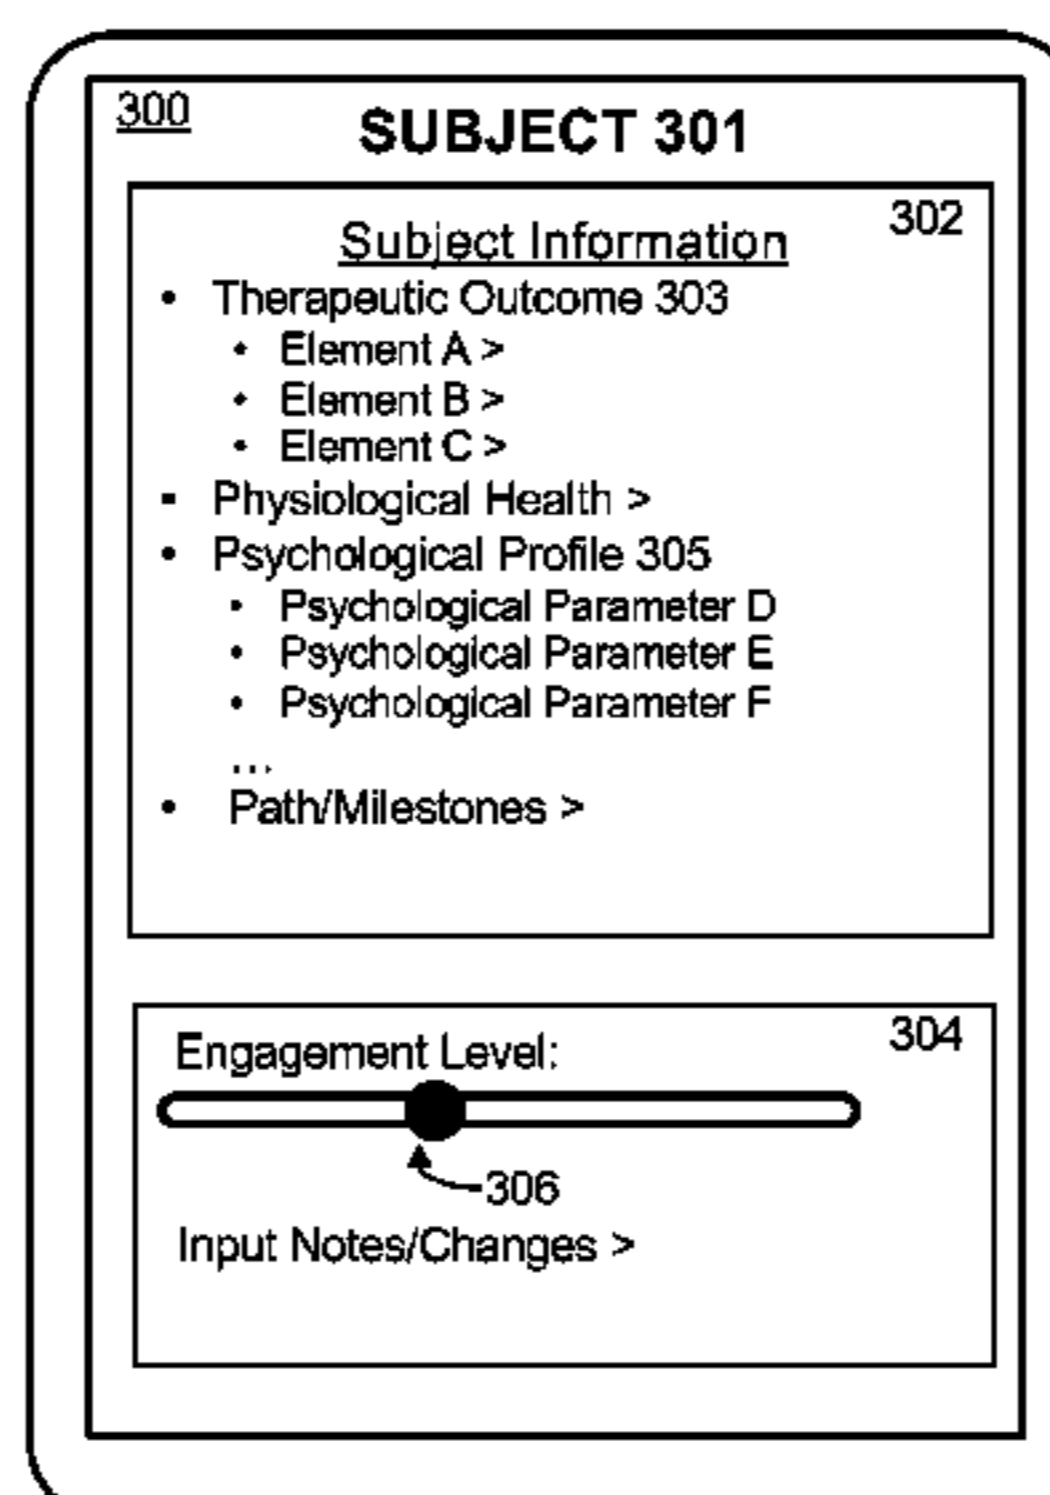 300
SUBJECT 301
302
Subject Information
• Therapeutic Outcome 303
• Element A >
• Element B >
• Element C >
• Physiological Health >
• Psychological Profile 305
• Psychological Parameter D
• Psychological Parameter E
• Psychological Parameter F
...
• Path/Milestones >
304
Engagement Level:
306
Input Notes/Changes >